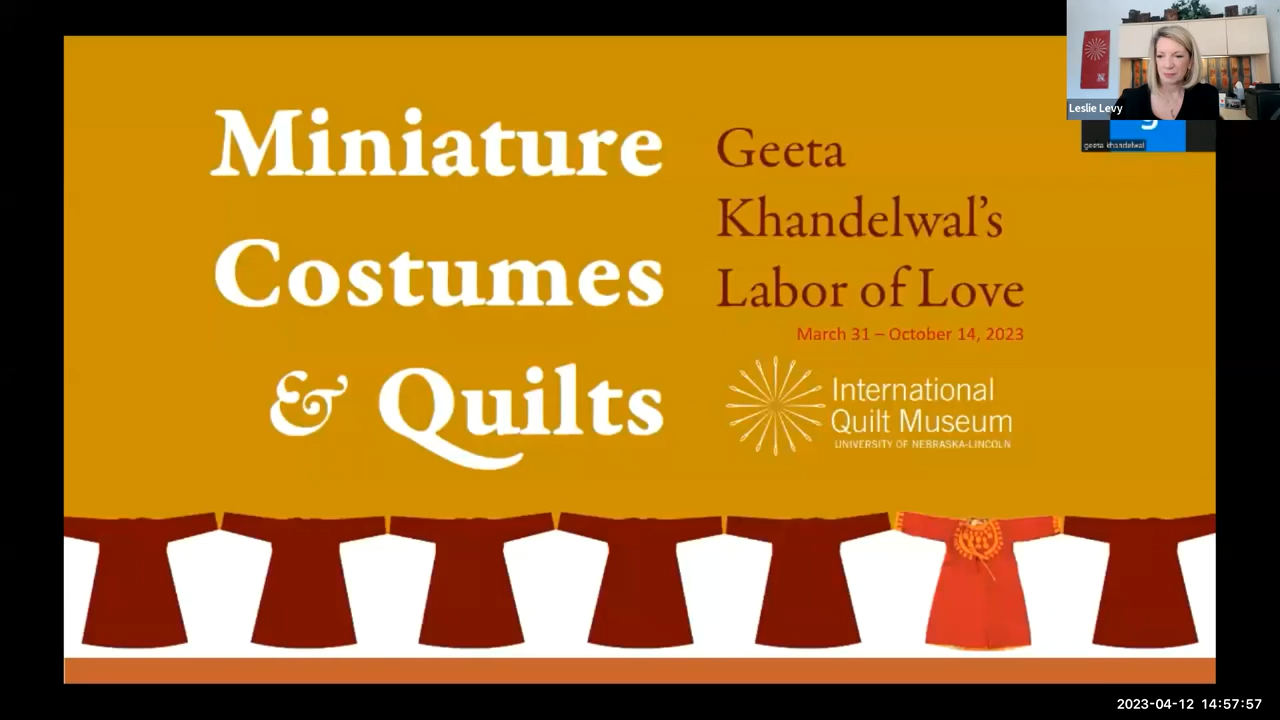 Miniature
Costumes
& Quilts
Geeta
Khandelwal’s
Labor of Love
March 31 – October 14, 2023
International
Quilt Museum
UNIVERSITY OF NEBRASKA-LINCOLN
Leslie Levy
g
geeta khandelwal
N
2023-04-12 14:57:57